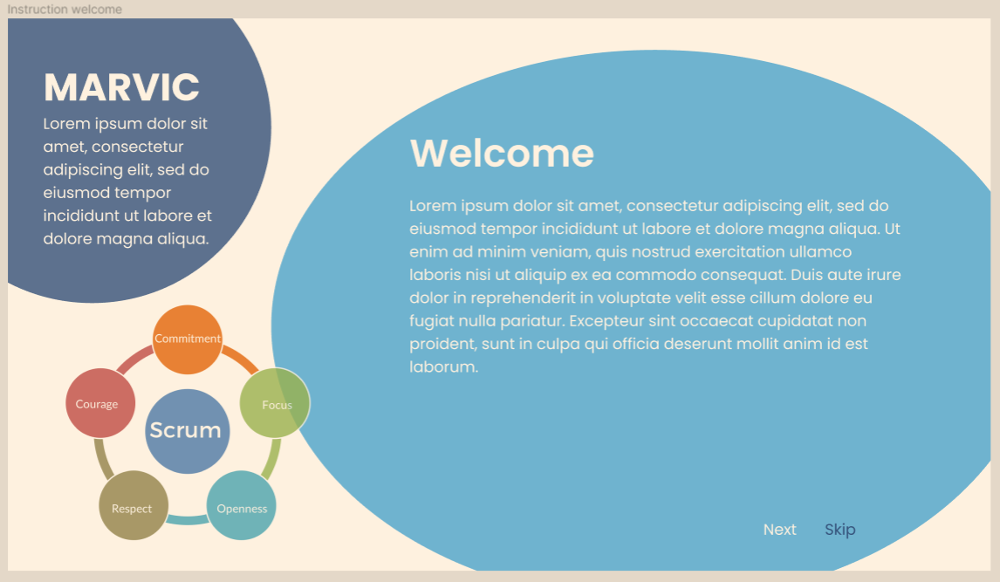 Instruction welcome
MARVIC
Lorem ipsum dolor sit
amet, consectetur
adipiscing elit, sed do
eiusmod tempor
incididunt ut labore et
dolore magna aliqua.
Welcome
Lorem ipsum dolor sit amet, consectetur adipiscing elit, sed do
eiusmod tempor incididunt ut labore et dolore magna aliqua. Ut
enim ad minim veniam, quis nostrud exercitation ullamco
laboris nisi ut aliquip ex ea commodo consequat. Duis aute irure
dolor in reprehenderit in voluptate velit esse cillum dolore eu
fugiat nulla pariatur. Excepteur sint occaecat cupidatat non
proident, sunt in culpa qui officia deserunt mollit anim id est
laborum.
Commitment
Courage
Focus
Scrum
Respect
Openness
Next
Skip